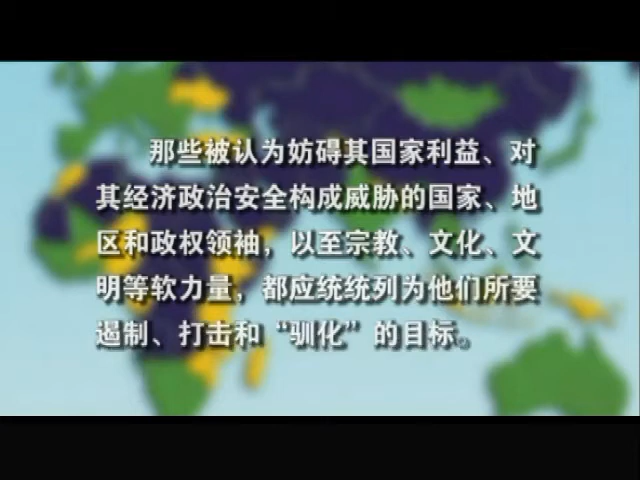 那些被认为妨碍其国家利益、对
其经济政治安全构成威胁的国家、地
区和政权领袖，以至宗教、文化、文
明等软力量，都应统统列为他们所要
遏制、打击和“驯化”的目标。